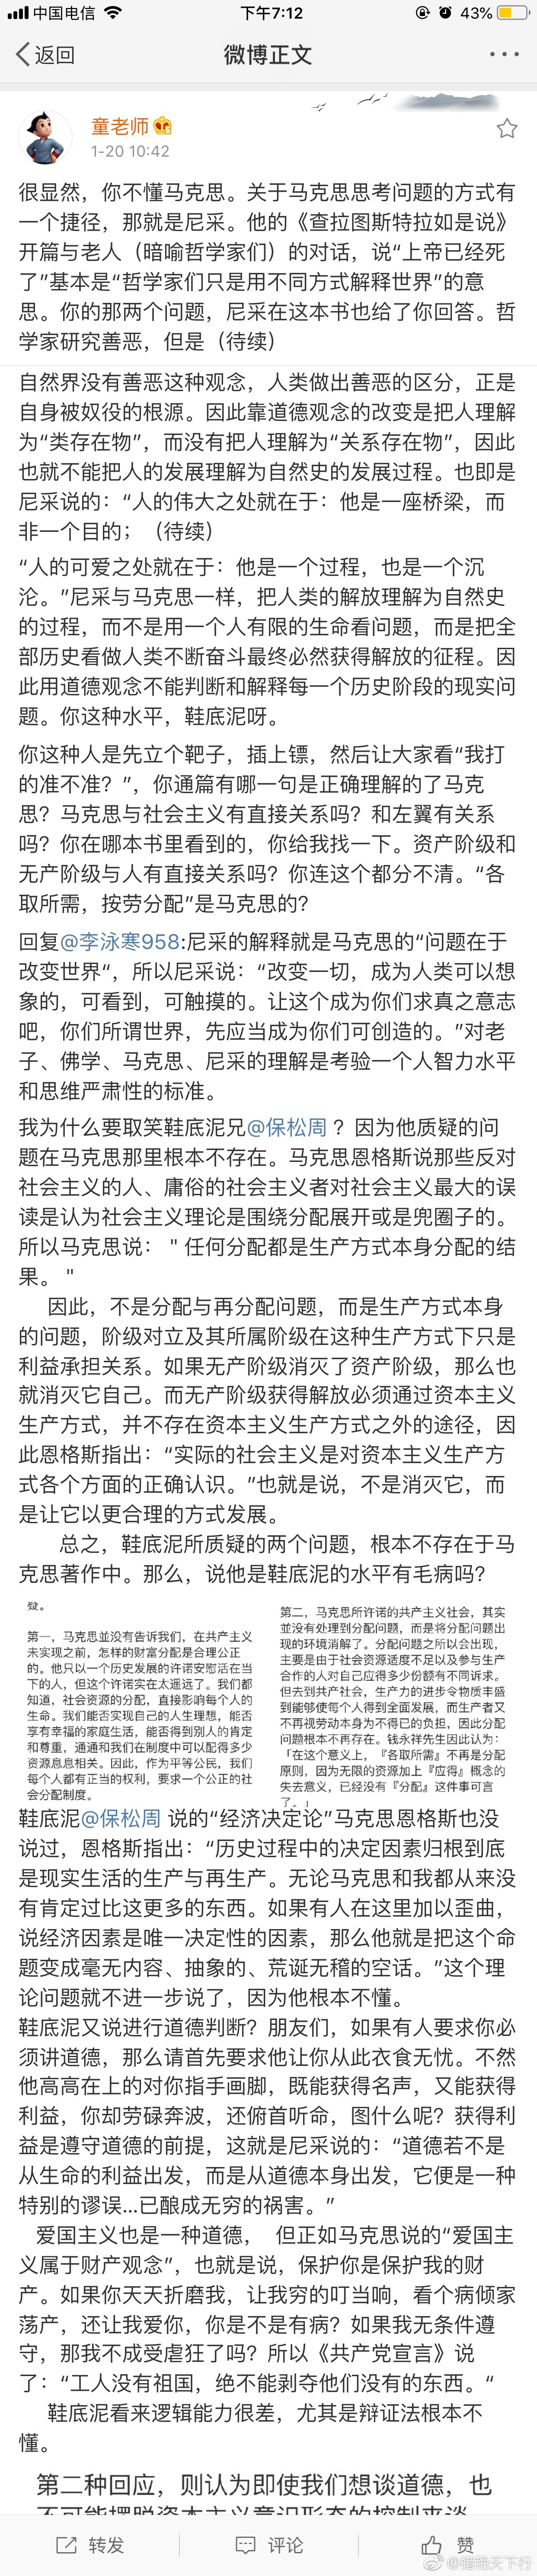 中国电信
下午7:12
43%
返回
微博正文
童老师
1-20 10:42
很显然，你不懂马克思。关于马克思思考问题的方式有
一个捷径，那就是尼采。他的《查拉图斯特拉如是说》
开篇与老人（暗喻哲学家们）的对话，说“上帝已经死
了”基本是“哲学家们只是用不同方式解释世界”的意
思。你的那两个问题，尼采在这本书也给了你回答。哲
学家研究善恶，但是（待续）
自然界没有善恶这种观念，人类做出善恶的区分，正是
自身被奴役的根源。因此靠道德观念的改变是把人理解
为“类存在物”，而没有把人理解为“关系存在物”，因此
也就不能把人的发展理解为自然史的发展过程。也即是
尼采说的：“人的伟大之处就在于：他是一座桥梁，而
非一个目的；（待续）
“人的可爱之处就在于：他是一个过程，也是一个沉
沦。”尼采与马克思一样，把人类的解放理解为自然史
的过程，而不是用一个人有限的生命看问题，而是把全
部历史看做人类不断奋斗最终必然获得解放的征程。因
此用道德观念不能判断和解释每一个历史阶段的现实问
题。你这种水平，鞋底泥呀。
你这种人是先立个靶子，插上镖，然后让大家看“我打
的准不准？”，你通篇有哪一句是正确理解的了马克
思？马克思与社会主义有直接关系吗？和左翼有关系
吗？你在哪本书里看到的，你给我找一下。资产阶级和
无产阶级与人有直接关系吗？你连这个都分不清。“各
取所需，按劳分配”是马克思的？
回复@李泳寒958:尼采的解释就是马克思的“问题在于
改变世界“，所以尼采说：“改变一切，成为人类可以想
象的，可看到，可触摸的。让这个成为你们求真之意志
吧，你们所谓世界，先应当成为你们可创造的。”对老
子、佛学、马克思、尼采的理解是考验一个人智力水平
和思维严肃性的标准。
我为什么要取笑鞋底泥兄@保松周 ？因为他质疑的问
题在马克思那里根本不存在。马克思恩格斯说那些反对
社会主义的人、庸俗的社会主义者对社会主义最大的误
读是认为社会主义理论是围绕分配展开或是兜圈子的。
所以马克思说： " 任何分配都是生产方式本身分配的结
果。 "
因此，不是分配与再分配问题，而是生产方式本身
的问题，阶级对立及其所属阶级在这种生产方式下只是
利益承担关系。如果无产阶级消灭了资产阶级，那么也
就消灭它自己。而无产阶级获得解放必须通过资本主义
生产方式，并不存在资本主义生产方式之外的途径，因
此恩格斯指出：“实际的社会主义是对资本主义生产方
式各个方面的正确认识。”也就是说，不是消灭它，而
是让它以更合理的方式发展。
总之，鞋底泥所质疑的两个问题，根本不存在于马
克思著作中。那么，说他是鞋底泥的水平有毛病吗?
疑。
第一，马克思並没有告诉我们，在共产主义
未实现之前，怎样的财富分配是合理公正
的。他只以一个历史发展的许诺安慰活在当
下的人，但这个许诺实在太遥远了。我们都
知道，社会资源的分配，直接影响每个人的
生命。我们能否实现自己的人生理想，能否
享有幸福的家庭生活，能否得到别人的肯定
和尊重，通通和我们在制度中可以配得多少
资源息息相关。因此，作为平等公民，我们
每个人都有正当的权利，要求一个公正的社
会分配制度。
第二，马克思所许诺的共产主义社会，其实
並没有处理到分配问题，而是将分配问题出
现的环境消解了。分配问题之所以会出现，
主要是由于社会资源适度不足以及参与生产
合作的人对自己应得多少份额有不同诉求。
但去到共产社会，生产力的进步令物质丰盛
到能够使每个人得到全面发展，而生产者又
不再视劳动本身为不得已的负担，因此分配
问题根本不再存在。钱永祥先生因此认为：
「在这个意义上，『各取所需』不再是分配
原则，因为无限的资源加上『应得』概念的
失去意义，已经没有『分配』这件事可言
了。」
鞋底泥@保松周 说的“经济决定论”马克思恩格斯也没
说过，恩格斯指出：“历史过程中的决定因素归根到底
是现实生活的生产与再生产。无论马克思和我都从来没
有肯定过比这更多的东西。如果有人在这里加以歪曲，
说经济因素是唯一决定性的因素，那么他就是把这个命
题变成毫无内容、抽象的、荒诞无稽的空话。”这个理
论问题就不进一步说了，因为他根本不懂。
鞋底泥又说进行道德判断？朋友们，如果有人要求你必
须讲道德，那么请首先要求他让你从此衣食无忧。不然
他高高在上的对你指手画脚，既能获得名声，又能获得
利益，你却劳碌奔波，还俯首听命，图什么呢？获得利
益是遵守道德的前提，这就是尼采说的：“道德若不是
从生命的利益出发，而是从道德本身出发，它便是一种
特别的谬误...已酿成无穷的祸害。”
爱国主义也是一种道德， 但正如马克思说的“爱国主
义属于财产观念”，也就是说，保护你是保护我的财
产。如果你天天折磨我，让我穷的叮当响，看个病倾家
荡产，还让我爱你，你是不是有病？如果我无条件遵
守，那我不成受虐狂了吗？所以《共产党宣言》说
了：“工人没有祖国，绝不能剥夺他们没有的东西。“
鞋底泥看来逻辑能力很差，尤其是辩证法根本不
懂。
第二种回应，则认为即使我们想谈道德，也
不可能摆脱资本主义意识形态的控制来谈
转发
评论
赞
@猎艳天下行